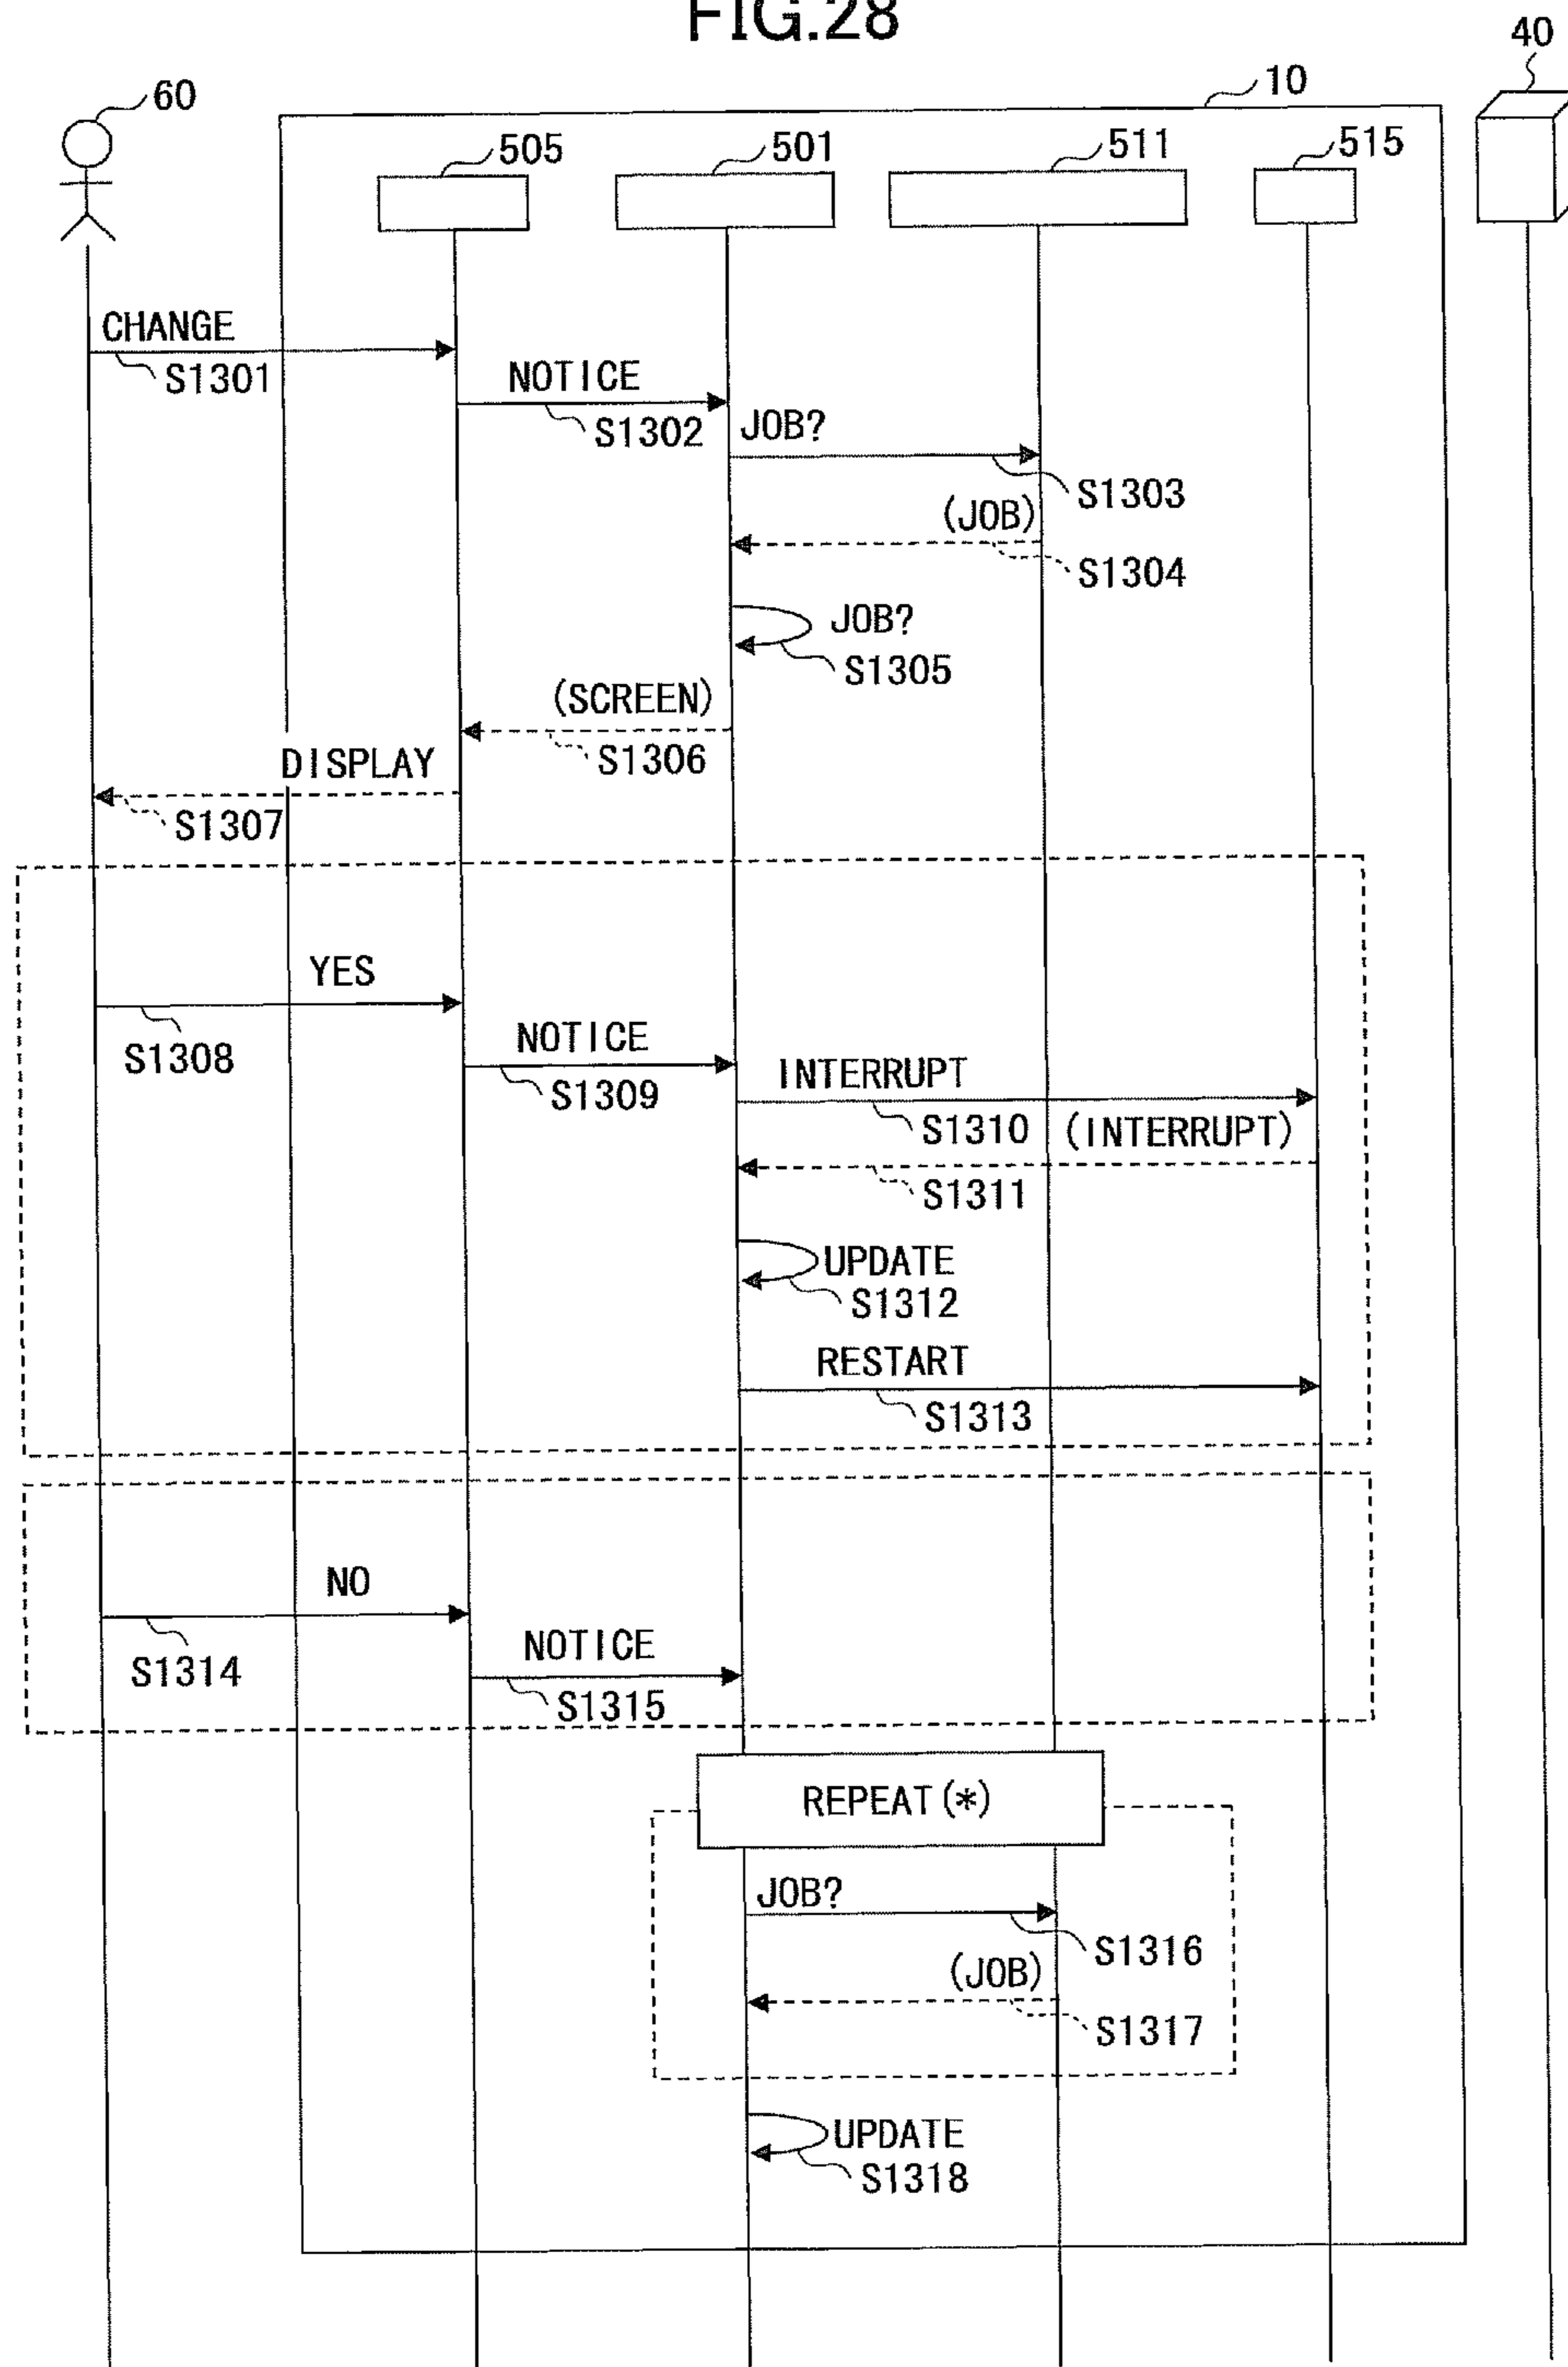 FIG.28
40
60
10
505
501
511
515
CHANGE
S1301
NOTICE
S1302
JOB?
S1303
(JOB)
S1304
JOB?
S1305
(SCREEN)
S1306
DISPLAY
S1307
YES
S1308
NOTICE
S1309
INTERRUPT
S1310
(INTERRUPT)
S1311
UPDATE
S1312
RESTART
S1313
NO
S1314
NOTICE
S1315
REPEAT(*)
JOB?
S1316
(JOB)
S1317
UPDATE
S1318